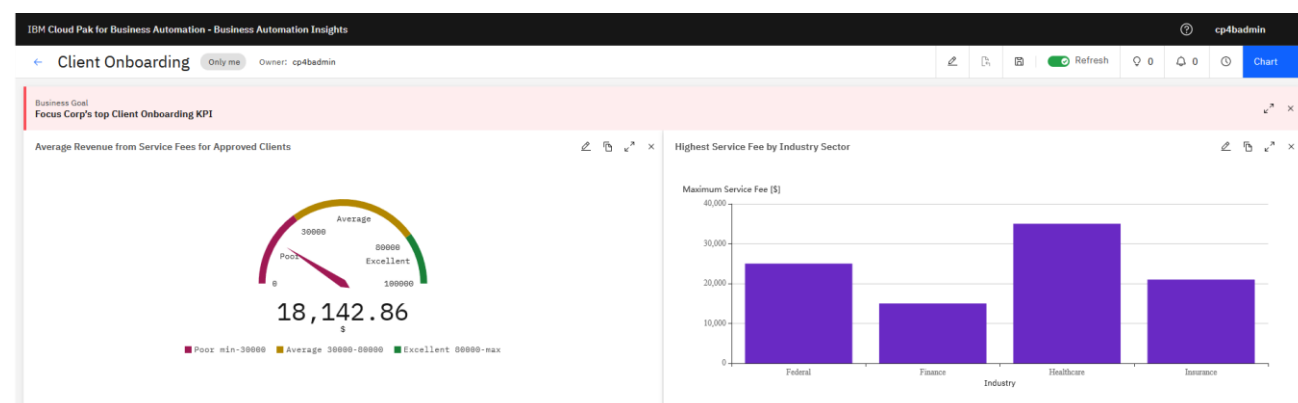 IBM Cloud Pak for Business Automation - Business Automation Insights
cp4badmin
Client Onboarding
Only me
Owner: cp4badmin
Refresh
0
0
Chart
Business Goal
Focus Corp's top Client Onboarding KPI
Average Revenue from Service Fees for Approved Clients
Average
30000
80000
Poor
Excellent
0
100000
18,142.86
$
Poor min-30000
Average 30000-80000
Excellent 80000-max
Highest Service Fee by Industry Sector
Maximum Service Fee [$]
40,000
30,000
20,000
10,000
0
Federal
Finance
Healthcare
Insurance
Industry